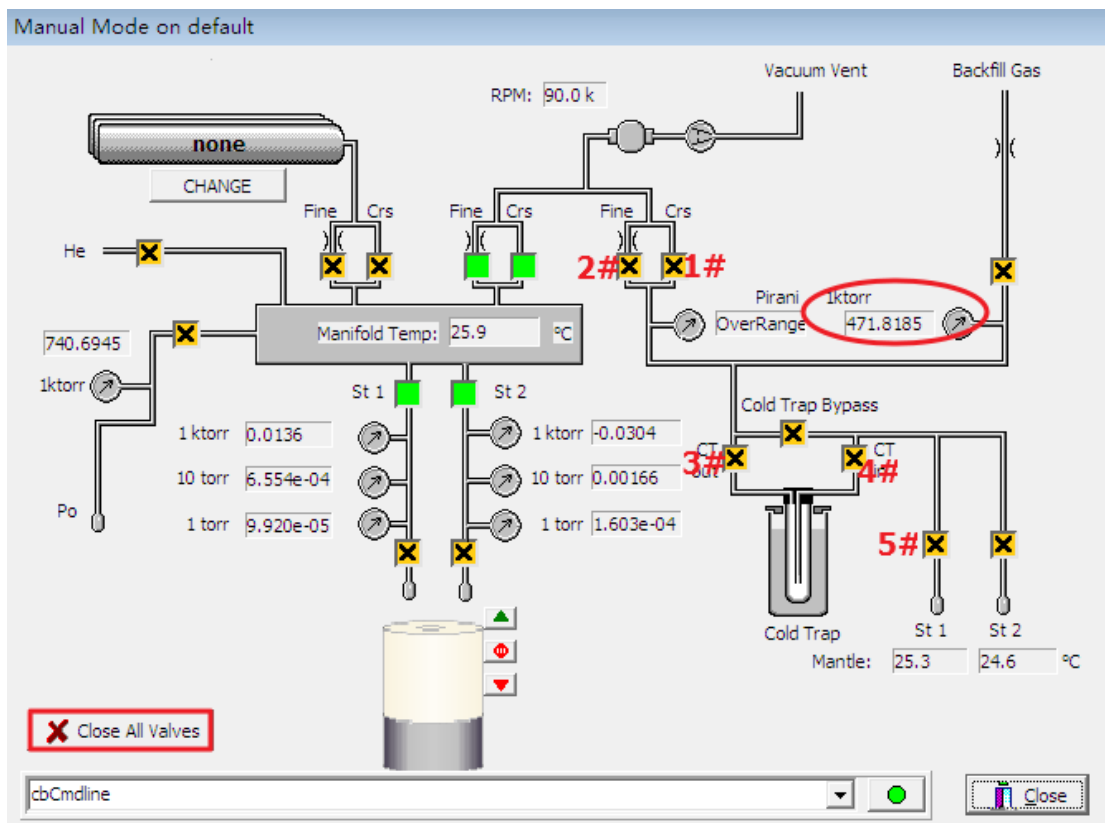 Manual Mode on default
Vacuum Vent
Backfill Gas
RPM: 90.0 k
none
CHANGE
Fine Crs
Fine Crs
Fine Crs
He
2#
1#
Pirani
1ktorr
OverRange
471.8185
Manifold Temp: 25.9 ºC
740.6945
1ktorr
St 1
St 2
Cold Trap Bypass
1 ktorr 0.0136
1 ktorr -0.0304
CT
out
3#
CT
in
4#
10 torr 6.554e-04
10 torr 0.00166
Po
1 torr 9.920e-05
1 torr 1.603e-04
5#
Cold Trap
St 1
St 2
Mantle: 25.3 24.6 ºC
Close All Valves
cbCmdline
Close